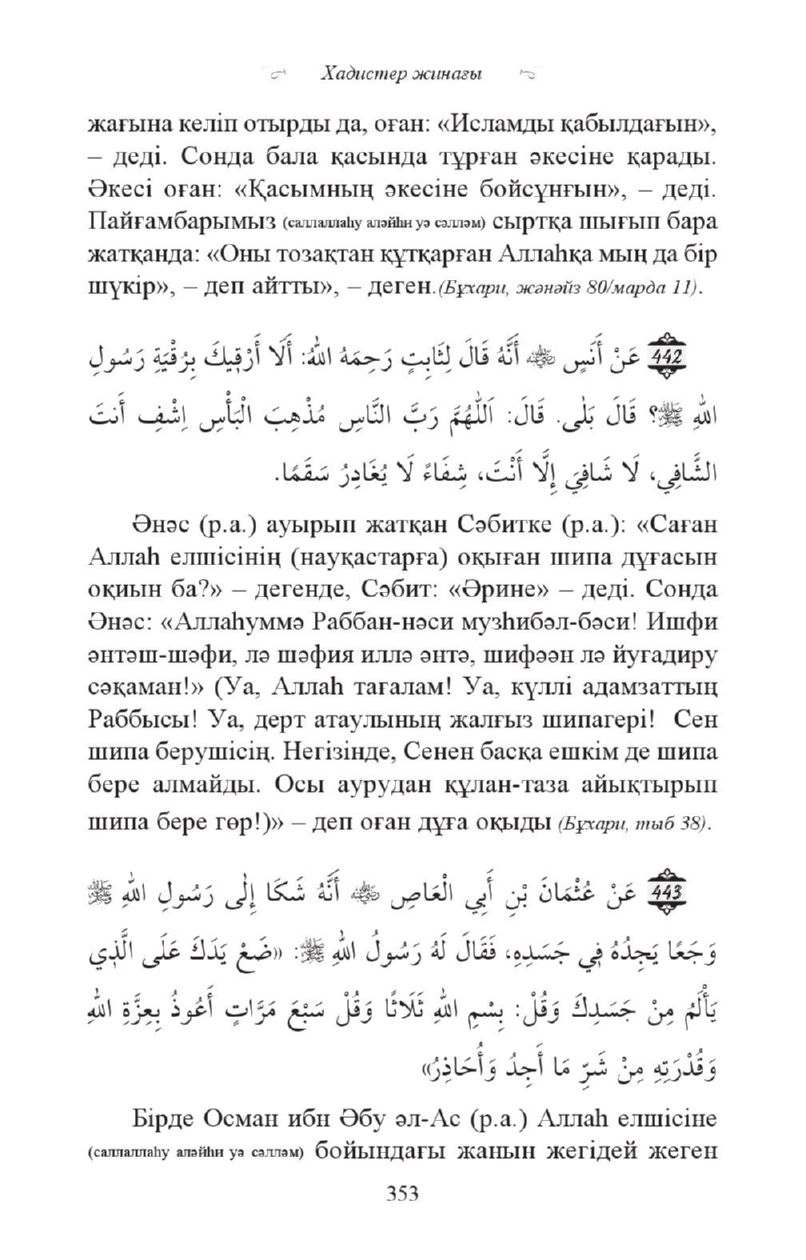 Хадистер жинағы
жағына келіп отырды да, оған: «Исламды қабылдағын»,
– деді. Сонда бала қасында тұрған әкесіне қарады.
Әкесі оған: «Қасымның әкесіне бойсұнғын», – деді.
Пайғамбарымыз (саллаллаһу аләйһи уә сәлләм) сыртқа шығып бара
жатқанда: «Оны тозақтан құтқарған Аллаһқа мың да бір
шүкір», – деп айтты», – деген.(Бұхари, жәнәйз 80/марда 11).
442 عَنْ أَنَسٍ ﵁ أَنَّهُ قَالَ لِثَابِتٍ رَحِمَهُ اللهُ: أَلَا أَرْقِيكَ بِرُقْيَةِ رَسُولِ
اللهِ ﷺ؟ قَالَ بَلٰى. قَالَ: اَللّٰهُمَّ رَبَّ النَّاسِ مُذْهِبَ الْبَأْسِ اِشْفِ أَنتَ
الشَّافِي، لَا شَافِيَ إِلَّا أَنْتَ، شِفَاءً لَا يُغَادِرُ سَقَمًا.
Әнәс (р.а.) ауырып жатқан Сәбитке (р.а.): «Саған
Аллаһ елшісінің (науқастарға) оқыған шипа дұғасын
оқиын ба?» – дегенде, Сәбит: «Әрине» – деді. Сонда
Әнәс: «Аллаһуммә Раббан-нәси музһибәл-бәси! Ишфи
әнтәш-шәфи, лә шәфия иллә әнтә, шифәән лә йуғадиру
сәқаман!» (Уа, Аллаһ тағалам! Уа, күллі адамзаттың
Раббысы! Уа, дерт атаулының жалғыз шипагері! Сен
шипа берушісің. Негізінде, Сенен басқа ешкім де шипа
бере алмайды. Осы аурудан құлан-таза айықтырып
шипа бере гөр!)» – деп оған дұға оқыды (Бұхари, тыб 38).
443 عَنْ عُثْمَانَ بْنِ أَبِي الْعَاصِ ﵁ أَنَّهُ شَكَا إِلٰى رَسُولِ اللهِ ﷺ
وَجَعًا يَجِدُهُ فِي جَسَدِهِ، فَقَالَ لَهُ رَسُولُ اللهِ ﷺ: «ضَعْ يَدَكَ عَلَى الَّذِي
يَأْلَمُ مِنْ جَسَدِكَ وَقُلْ: بِسْمِ اللهِ ثَلَاثًا وَقُلْ سَبْعَ مَرَّاتٍ أَعُوذُ بِعِزَّةِ اللهِ
وَقُدْرَتِهِ مِنْ شَرِّ مَا أَجِدُ وَأُحَاذِرُ»
Бірде Осман ибн Әбу әл-Ас (р.а.) Аллаһ елшісіне
(саллаллаһу аләйһи уә сәлләм) бойындағы жанын жегідей жеген
353